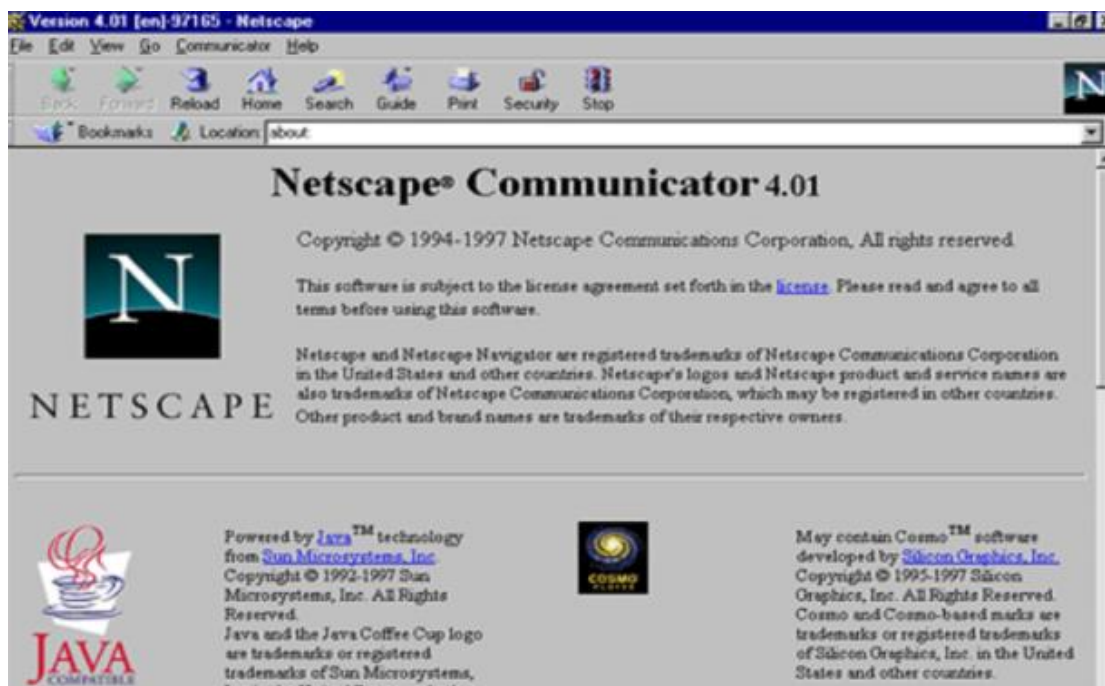 Version 4.01 [en]-97165 - Netscape
File Edit View Go Communicator Help
Back Forward Reload Home Search Guide Print Security Stop
N
Bookmarks Location: about:
Netscape® Communicator 4.01
Copyright © 1994-1997 Netscape Communications Corporation, All rights reserved.
This software is subject to the license agreement set forth in the license. Please read and agree to all
terms before using this software.
N
NETSCAPE
Netscape and Netscape Navigator are registered trademarks of Netscape Communications Corporation
in the United States and other countries. Netscape's logos and Netscape product and service names are
also trademarks of Netscape Communications Corporation, which may be registered in other countries.
Other product and brand names are trademarks of their respective owners.
JAVA
COMPATIBLE
Powered by Java™ technology
from Sun Microsystems, Inc.
Copyright © 1992-1997 Sun
Microsystems, Inc. All Rights
Reserved.
Java and the Java Coffee Cup logo
are trademarks or registered
trademarks of Sun Microsystems,
COSMO
PLAYER
May contain Cosmo™ software
developed by Silicon Graphics, Inc.
Copyright © 1995-1997 Silicon
Graphics, Inc. All Rights Reserved.
Cosmo and Cosmo-based marks are
trademarks or registered trademarks
of Silicon Graphics, Inc. in the United
States and other countries.